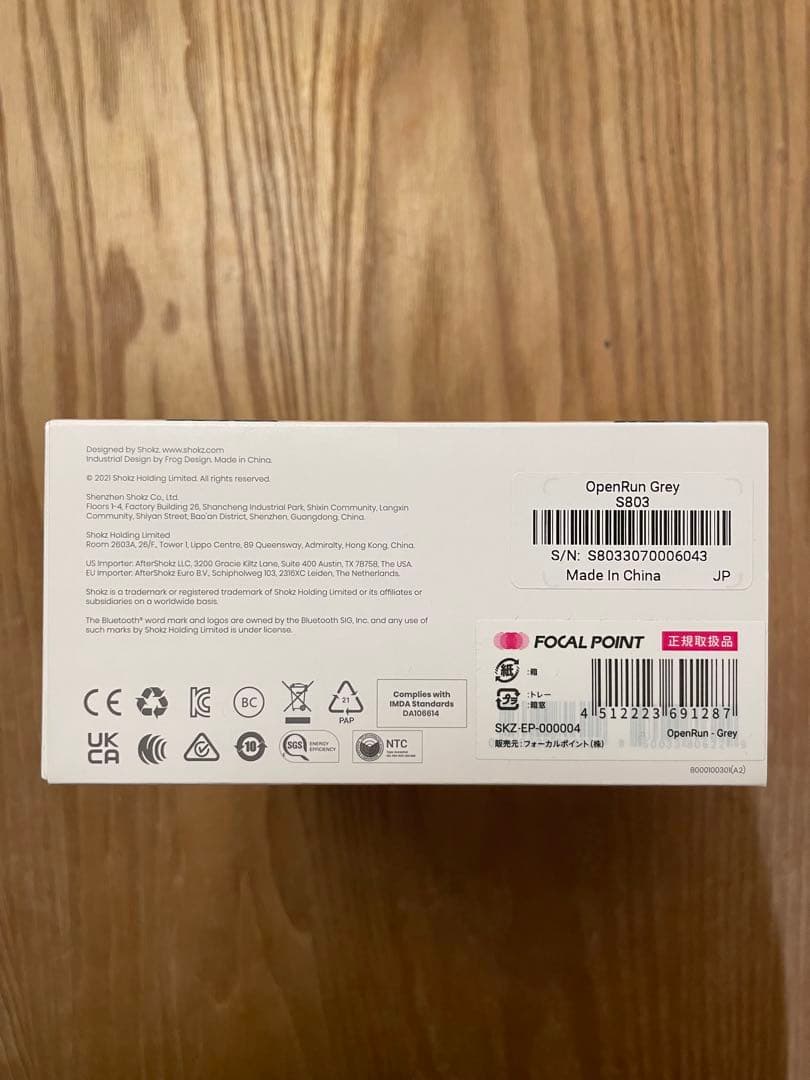 Designed by Shokz. www.shokz.com
Industrial Design by Frog Design. Made in China.
© 2021 Shokz Holding Limited. All rights reserved.
Shenzhen Shokz Co., Ltd.
Floors 1-4, Factory Building 26, Shancheng Industrial Park, Shixin Community, Langxin
Community, Shiyan Street, Bao'an District, Shenzhen, Guangdong, China.
Shokz Holding Limited
Room 2603A, 26/F., Tower 1, Lippo Centre, 89 Queensway, Admiralty, Hong Kong, China.
US Importer: AfterShokz LLC, 3200 Gracie Kiltz Lane, Suite 400 Austin, TX 78758, The USA.
EU Importer: AfterShokz Euro B.V., Schipholweg 103, 2316XC Leiden, The Netherlands.
Shokz is a trademark or registered trademark of Shokz Holding Limited or its affiliates or
subsidiaries on a worldwide basis.
The Bluetooth® word mark and logos are owned by the Bluetooth SIG, Inc. and any use of
such marks by Shokz Holding Limited is under license.
CE
BC
21
PAP
Complies with
IMDA Standards
DA106614
UK
CA
10
SGS ENERGY
EFFICIENCY
NTC
OpenRun Grey
S803
S/N: S8033070006043
Made In China JP
FOCAL POINT 正規取扱品
紙 :箱
プラ :トレー
:箱窓
4 512223 691287
SKZ-EP-000004
OpenRun - Grey
販売元:フォーカルポイント(株)
8000100301(A2)